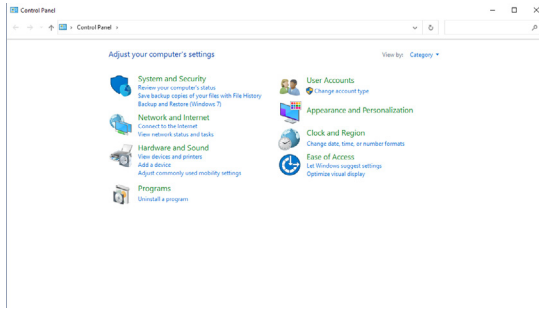 Control Panel
Control Panel
Adjust your computer's settings
View by: Category
System and Security
Review your computer's status
Save backup copies of your files with File History
Backup and Restore (Windows 7)
Network and Internet
Connect to the Internet
View network status and tasks
Hardware and Sound
View devices and printers
Add a device
Adjust commonly used mobility settings
Programs
Uninstall a program
User Accounts
Change account type
Appearance and Personalization
Clock and Region
Change date, time, or number formats
Ease of Access
Let Windows suggest settings
Optimize visual display